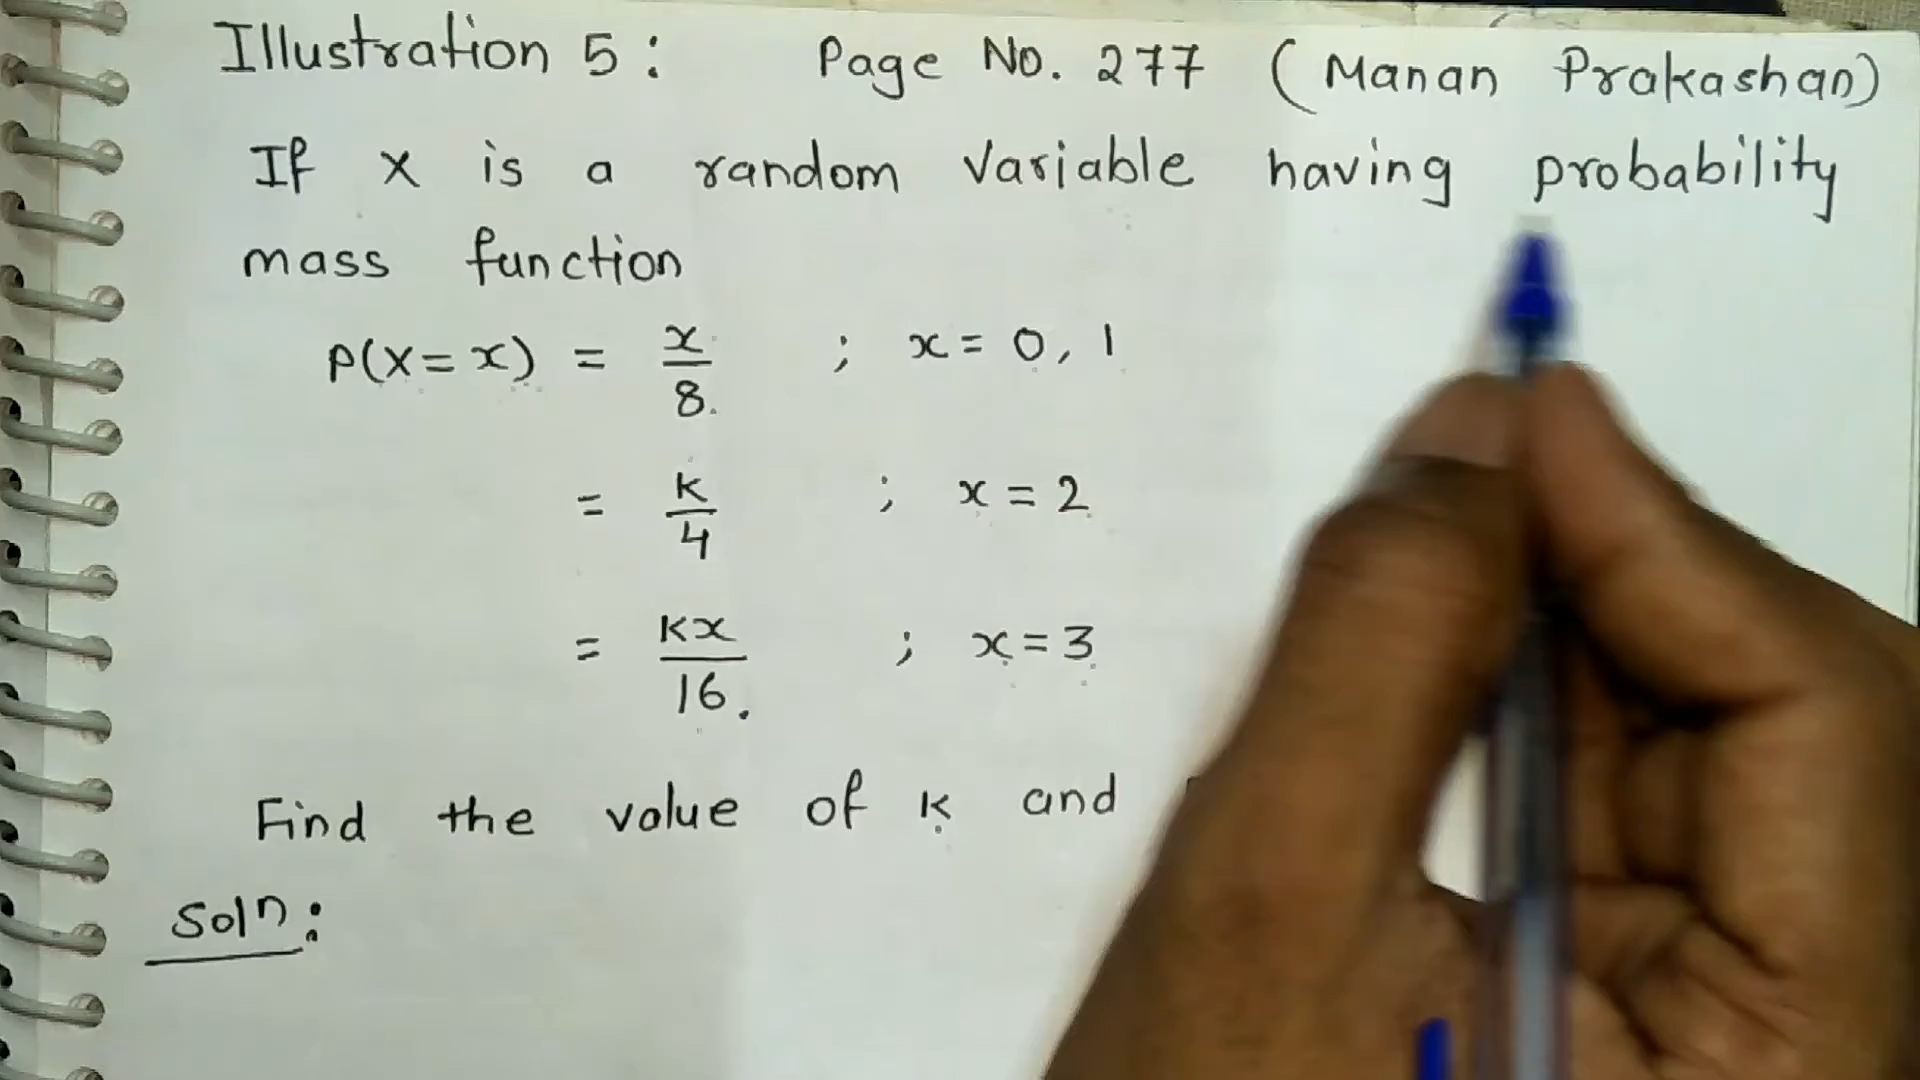 Illustration 5 : Page No. 277 (Manan Prakashan)
If X is a random variable having probability
mass function
P(X = x) = x/8 ; x = 0, 1
= k/4 ; x = 2
= kx/16. ; x = 3
Find the value of k and
Soln :